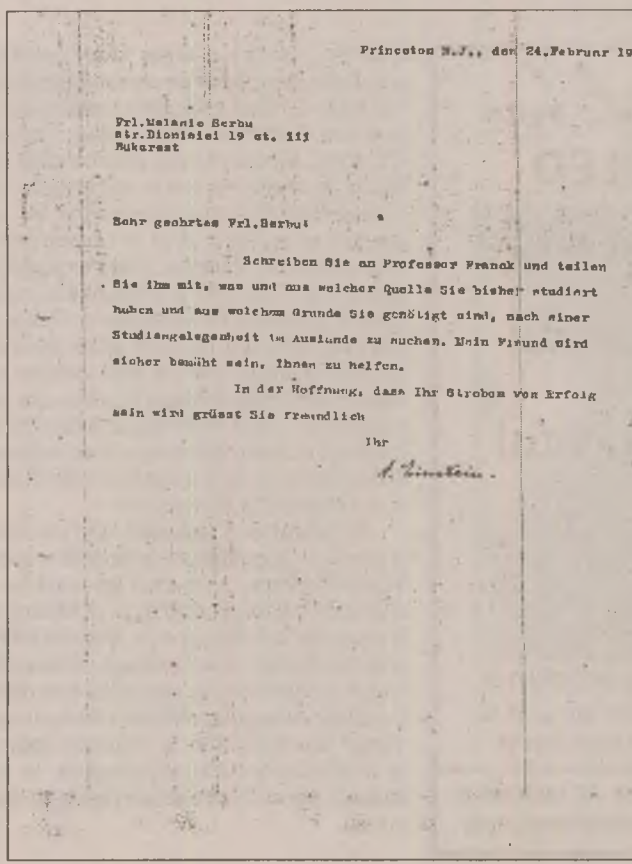 Princeton N.J., den 24.Februar 19
Frl.Melanie Serbu
str.Dionisiei 19 et. iii
Bukarest
Sehr geehrtes Frl.Serbu:
Schreiben Sie an Professor Franck und teilen
Sie ihm mit, was und aus welcher Quelle Sie bisher studiert
haben und aus welchem Grunde Sie genötigt sind, nach einer
Studiengelegenheit im Auslande zu suchen. Mein Freund wird
sicher bemüht sein, Ihnen zu helfen.
In der Hoffnung, dass Ihr Streben von Erfolg
sein wird grüsst Sie freundlich
Ihr
A. Einstein.